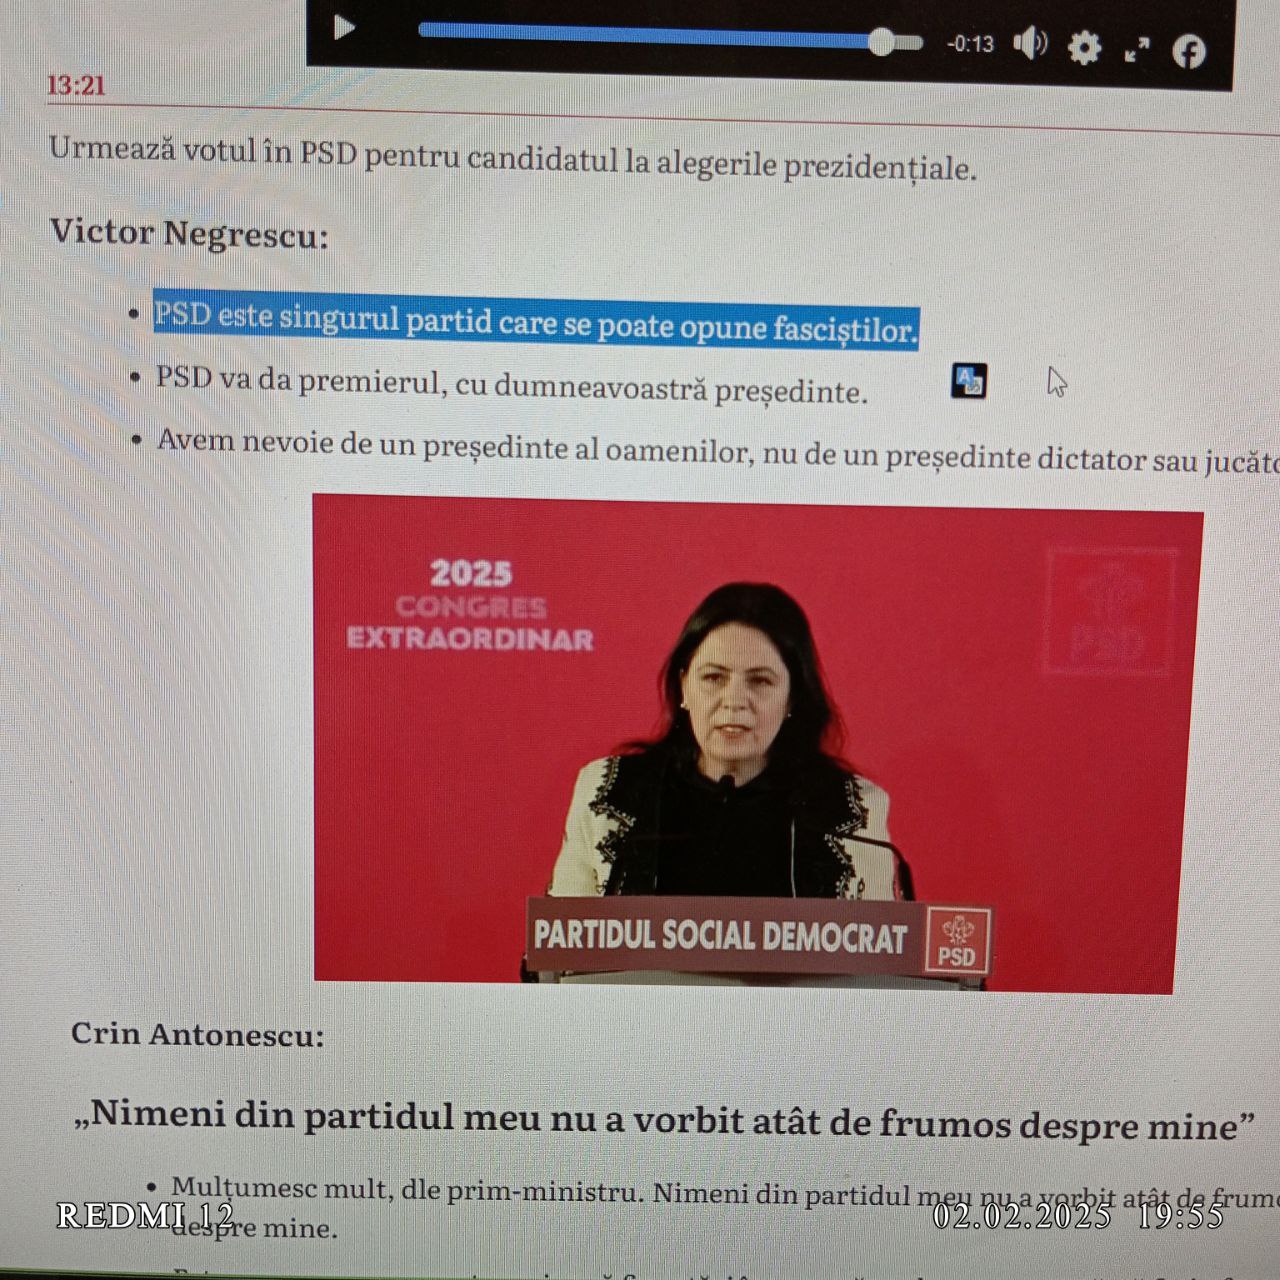 -0:13
13:21
Urmează votul în PSD pentru candidatul la alegerile prezidențiale.
Victor Negrescu:
• PSD este singurul partid care se poate opune fasciștilor.
• PSD va da premierul, cu dumneavoastră președinte.
• Avem nevoie de un președinte al oamenilor, nu de un președinte dictator sau
2025
CONGRES
EXTRAORDINAR
PSD
PARTIDUL SOCIAL DEMOCRAT
PSD
Crin Antonescu:
„Nimeni din partidul meu nu a vorbit atât de frumos despre mine”
• Mulțumesc mult, dle prim-ministru. Nimeni din partidul meu nu a vorbit atât de
despre mine.
REDMI 12
02.02.2025 19:55